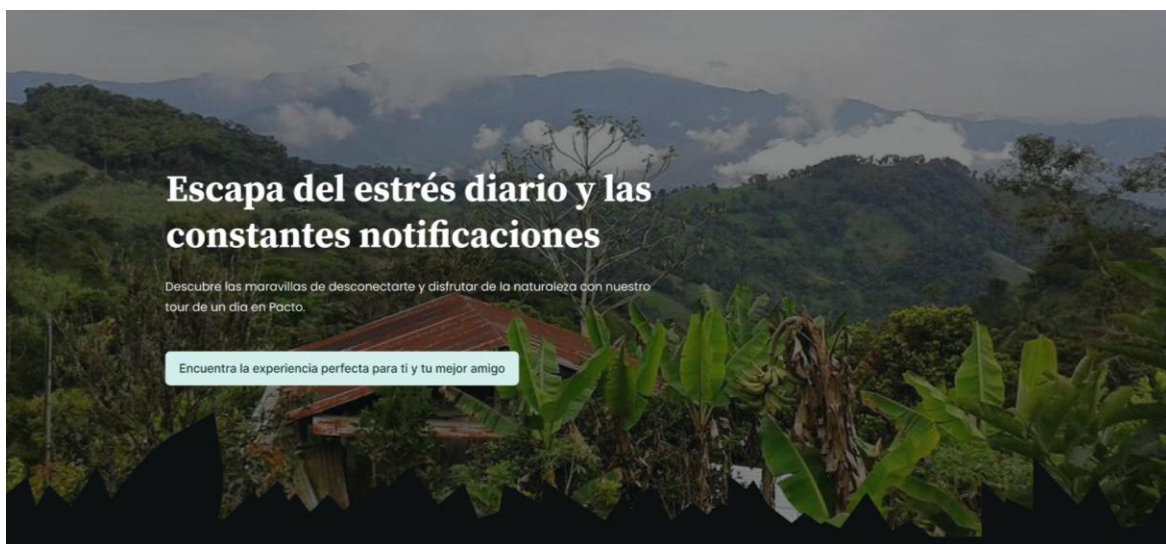 Escapa del estrés diario y las
constantes notificaciones
Descubre las maravillas de desconectarte y disfrutar de la naturaleza con nuestro
tour de un día en Pacto.
Encuentra la experiencia perfecta para ti y tu mejor amigo